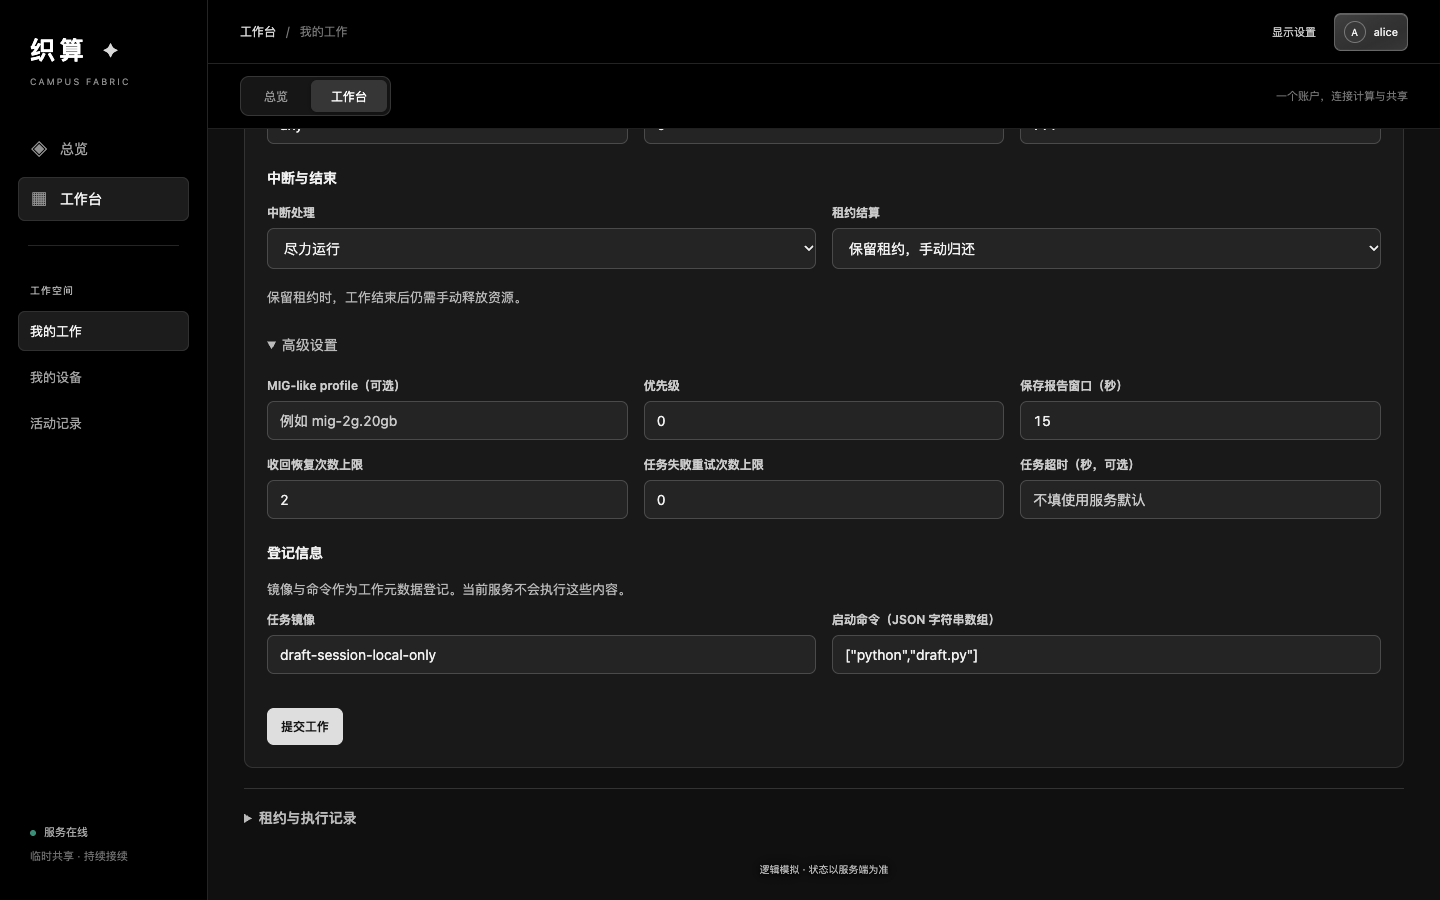 织算
CAMPUS FABRIC
总览
工作台
工作空间
我的工作
我的设备
活动记录
服务在线
临时共享 · 持续接续
工作台 / 我的工作
显示设置
A alice
总览 工作台
一个账户，连接计算与共享
中断与结束
中断处理
租约结算
尽力运行
保留租约，手动归还
保留租约时，工作结束后仍需手动释放资源。
高级设置
MIG-like profile（可选）
优先级
保存报告窗口（秒）
例如 mig-2g.20gb
0
15
收回恢复次数上限
任务失败重试次数上限
任务超时（秒，可选）
2
0
不填使用服务默认
登记信息
镜像与命令作为工作元数据登记。当前服务不会执行这些内容。
任务镜像
启动命令（JSON 字符串数组）
draft-session-local-only
["python","draft.py"]
提交工作
租约与执行记录
逻辑模拟 · 状态以服务端为准